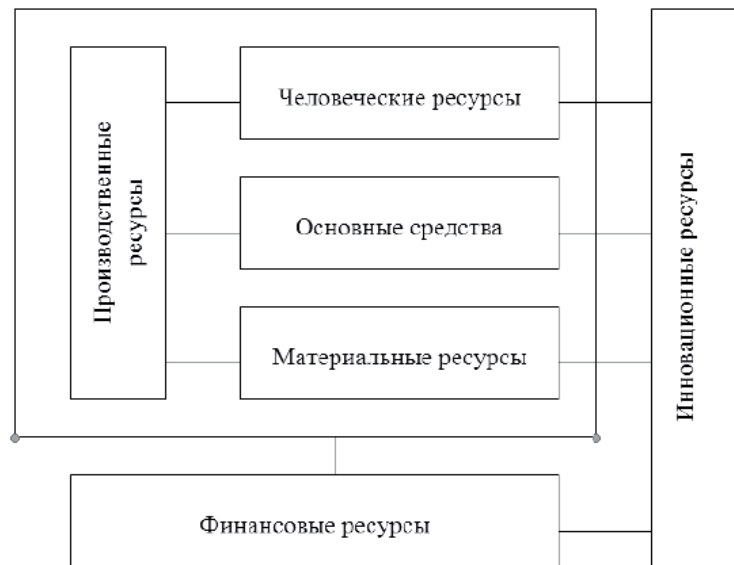 Производственные
ресурсы
Человеческие ресурсы
Основные средства
Материальные ресурсы
Инновационные ресурсы
Финансовые ресурсы